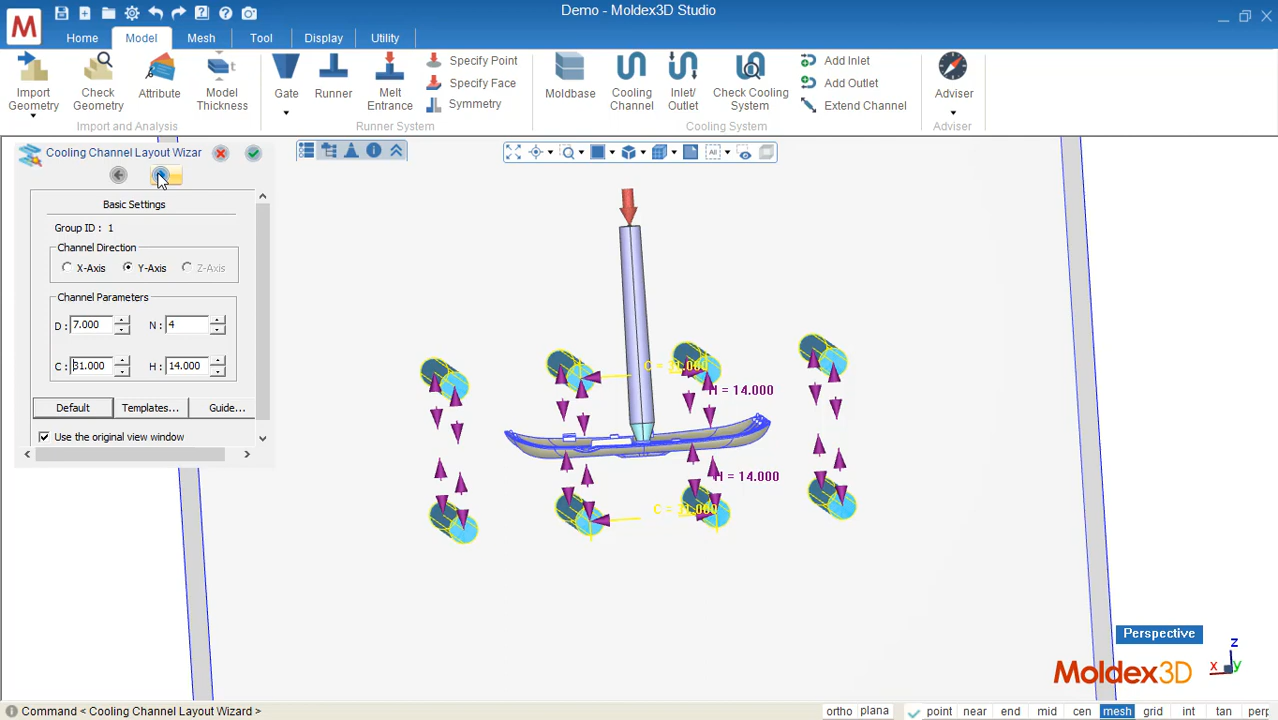 Demo - Moldex3D Studio
M
Home
Model
Mesh
Tool
Display
Utility
Import Geometry
Check Geometry
Attribute
Model Thickness
Import and Analysis
Gate
Runner
Melt Entrance
Specify Point
Specify Face
Symmetry
Runner System
Moldbase
Cooling Channel
Inlet/ Outlet
Check Cooling System
Add Inlet
Add Outlet
Extend Channel
Cooling System
Adviser
Adviser
Cooling Channel Layout Wizar
Basic Settings
Group ID : 1
Channel Direction
X-Axis Y-Axis Z-Axis
Channel Parameters
D : 7.000 N : 4
C : 31.000 H : 14.000
Default Templates... Guide...
Use the original view window
C = 31.000
H = 14.000
H = 14.000
C = 31.000
Perspective
Moldex3D
z
x y
Command < Cooling Channel Layout Wizard >
ortho plana point near end mid cen mesh grid int tan perp